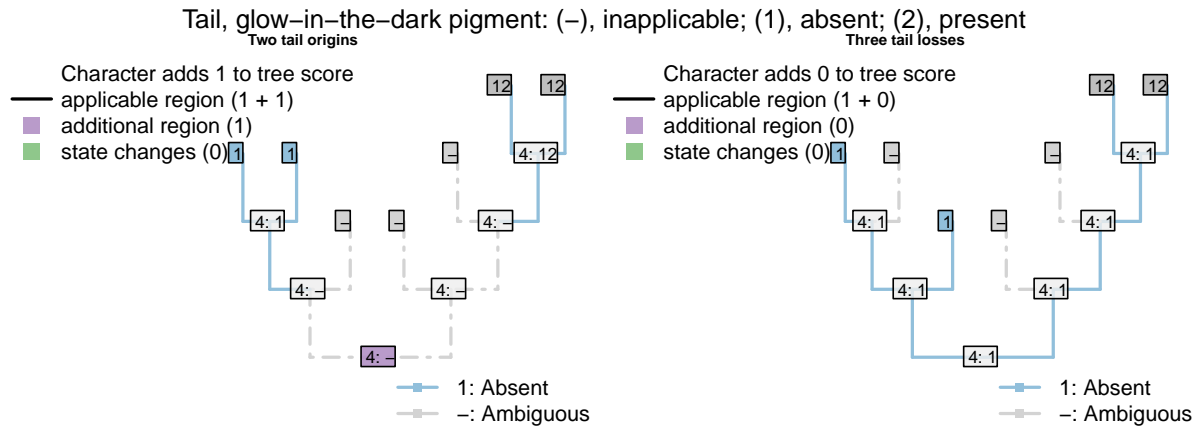 Tail, glow−in−the−dark pigment: (−), inapplicable; (1), absent; (2), present
Two tail origins
Character adds 1 to tree score
applicable region (1 + 1)
additional region (1)
state changes (0)
12
12
1
1
−
4: 12
4: 1
−
−
4: −
4: −
4: −
4: −
1: Absent
−: Ambiguous
Three tail losses
Character adds 0 to tree score
applicable region (1 + 0)
additional region (0)
state changes (0)
12
12
1
−
−
4: 1
4: 1
1
−
4: 1
4: 1
4: 1
4: 1
1: Absent
−: Ambiguous